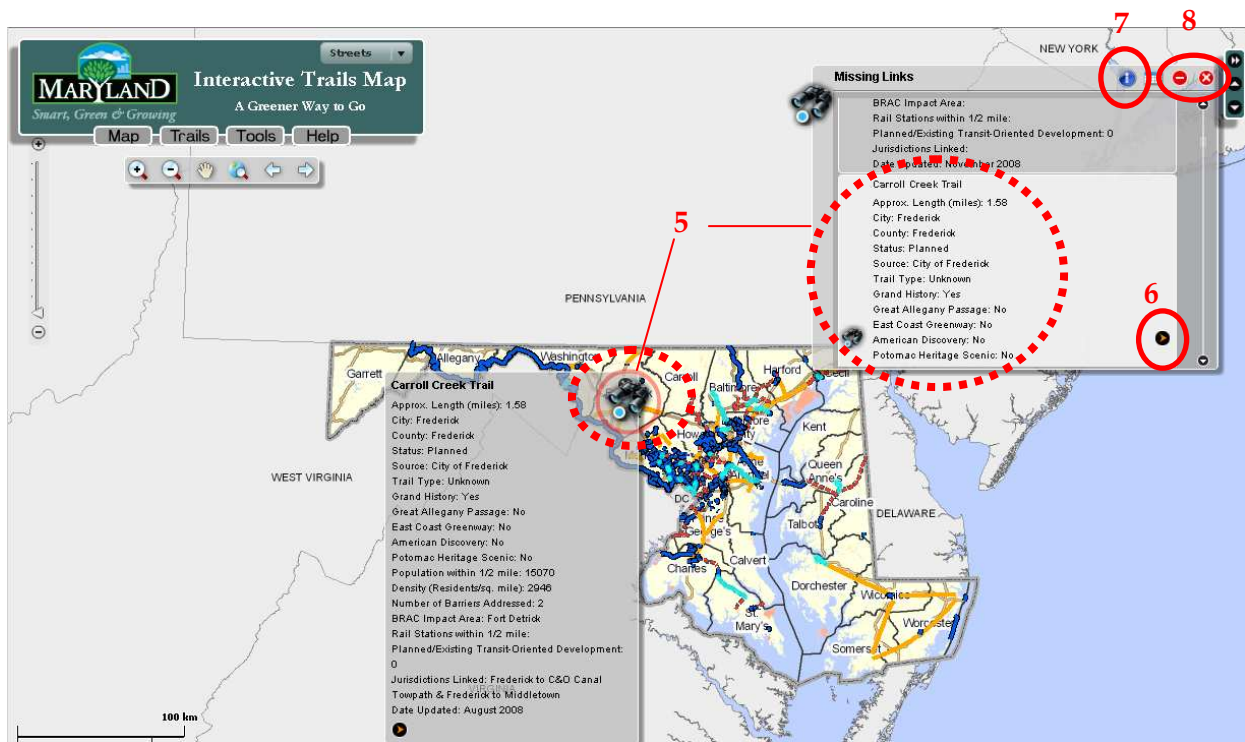 7
8
NEW YORK
Streets
MARYLAND
Smart, Green & Growing
Interactive Trails Map
A Greener Way to Go
Map
Trails
Tools
Help
Missing Links
BRAC Impact Area:
Rail Stations within 1/2 mile:
Planned/Existing Transit-Oriented Development: 0
Jurisdictions Linked:
Date Updated: November 2008
Carroll Creek Trail
Approx. Length (miles): 1.58
City: Frederick
County: Frederick
Status: Planned
Source: City of Frederick
Trail Type: Unknown
Grand History: Yes
Great Allegany Passage: No
East Coast Greenway: No
American Discovery: No
Potomac Heritage Scenic: No
5
6
PENNSYLVANIA
Garrett
Allegany
Washington
Carroll
Baltimore
Harford
Cecil
Kent
Queen
Anne's
Caroline
DELAWARE
Talbot
DC
George's
Calvert
Charles
St.
Mary's
Dorchester
Wicomico
Worcester
Somerset
WEST VIRGINIA
VIRGINIA
Carroll Creek Trail
Approx. Length (miles): 1.58
City: Frederick
County: Frederick
Status: Planned
Source: City of Frederick
Trail Type: Unknown
Grand History: Yes
Great Allegany Passage: No
East Coast Greenway: No
American Discovery: No
Potomac Heritage Scenic: No
Population within 1/2 mile: 15070
Density (Residents/sq. mile): 2946
Number of Barriers Addressed: 2
BRAC Impact Area: Fort Detrick
Rail Stations within 1/2 mile:
Planned/Existing Transit-Oriented Development:
0
Jurisdictions Linked: Frederick to C&O Canal
Towpath & Frederick to Middletown
Date Updated: August 2008
100 km